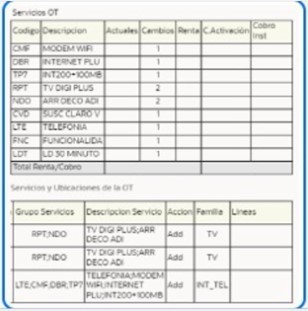 Servicios OT
Codigo Descripcion Actuales Cambios Renta C.Activación Cobro Inst
CMF MODEM WIFI 1
DBR INTERNET PLU 1
TP7 INT200+100MB 1
RPT TV DIGI PLUS 2
NDO ARR DECO ADI 2
CVD SUSC CLARO V 1
LTE TELEFONIA 1
FNC FUNCIONALIDA 1
LDT LD 30 MINUTO 1
Total Renta/Cobro
Servicios y Ubicaciones de la OT
Grupo Servicios Descripcion Servicio Accion Familia Lineas
RPT;NDO TV DIGI PLUS;ARR DECO ADI Add TV
RPT;NDO TV DIGI PLUS;ARR DECO ADI Add TV
LTE;CMF;DBR;TP7 TELEFONIA;MODEM WIFI;INTERNET PLU;INT200+100MB Add INT_TEL